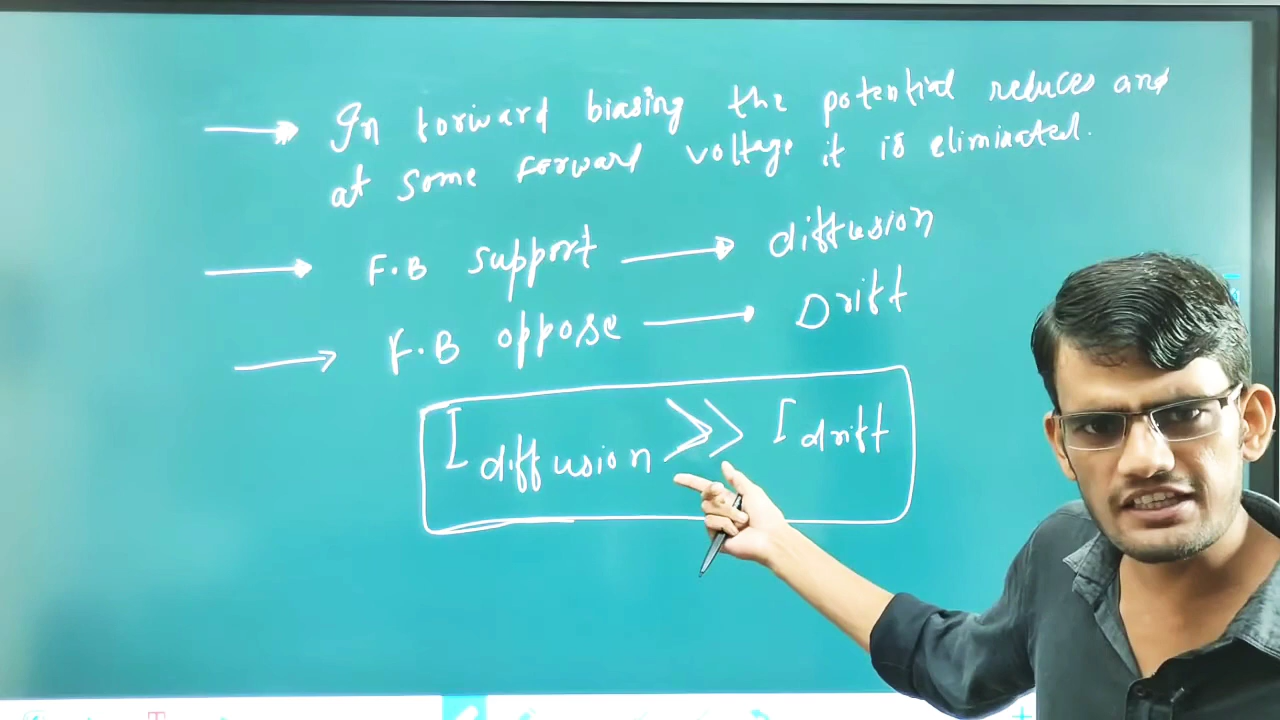 In forward biasing the potential reduces and
at some forward voltage it is eliminated.
F.B support → diffusion
F.B oppose → Drift
I diffusion >> I drift